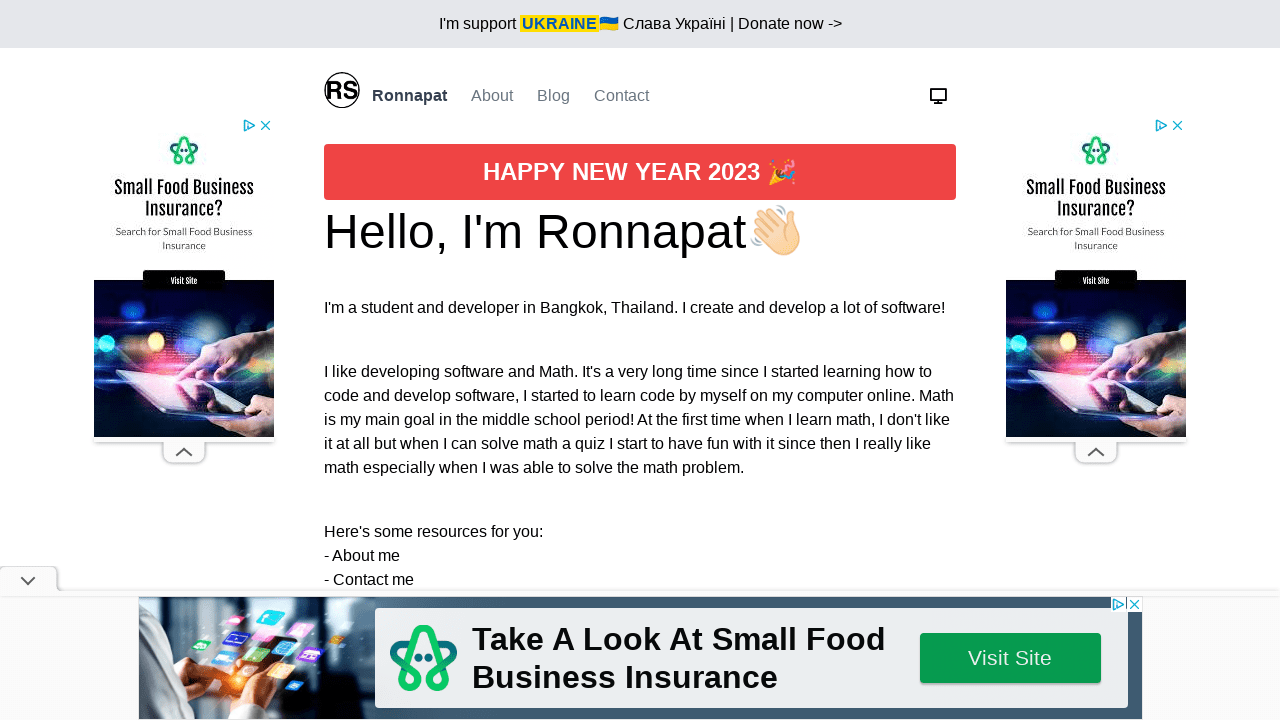 I'm support UKRAINE🇺🇦 Слава Україні | Donate now ->
RS Ronnapat About Blog Contact
HAPPY NEW YEAR 2023 🎉
Hello, I'm Ronnapat👋🏻
I'm a student and developer in Bangkok, Thailand. I create and develop a lot of software!
I like developing software and Math. It's a very long time since I started learning how to
code and develop software, I started to learn code by myself on my computer online. Math
is my main goal in the middle school period! At the first time when I learn math, I don't like
it at all but when I can solve math a quiz I start to have fun with it since then I really like
math especially when I was able to solve the math problem.
Here's some resources for you:
- About me
- Contact me
Small Food Business
Insurance?
Search for Small Food Business
Insurance
Visit Site
Small Food Business
Insurance?
Search for Small Food Business
Insurance
Visit Site
Take A Look At Small Food
Business Insurance
Visit Site